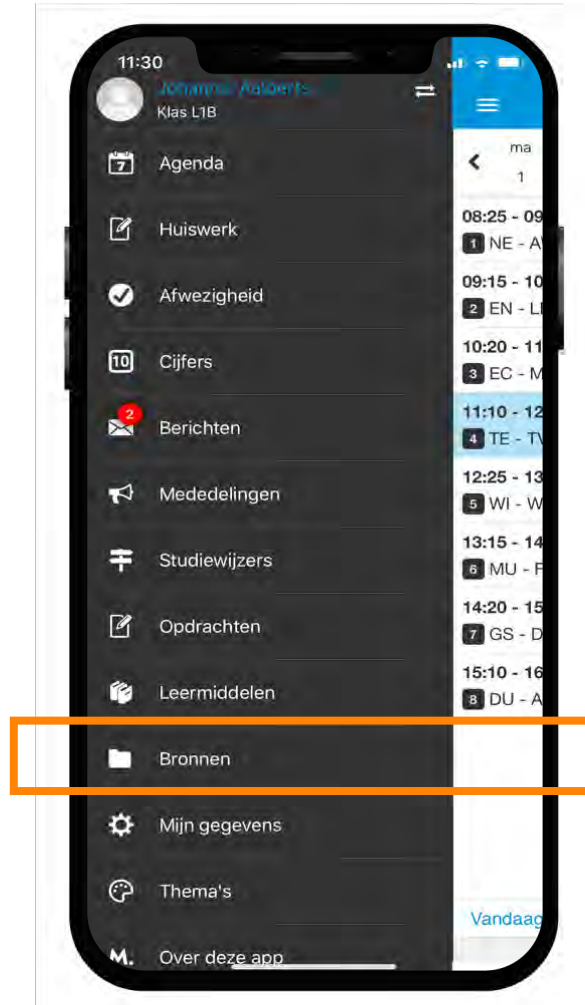 11:30
Klas L1B
7 Agenda
Huiswerk
Afwezigheid
10 Cijfers
2
Berichten
Mededelingen
Studiewijzers
Opdrachten
Leermiddelen
Bronnen
Mijn gegevens
Thema's
M. Over deze app
ma
1
08:25 - 09
1 NE - A
09:15 - 10
2 EN - L
10:20 - 11
3 EC - M
11:10 - 12
4 TE - T
12:25 - 13
5 WI - W
13:15 - 14
6 MU - F
14:20 - 15
7 GS - D
15:10 - 16
8 DU - A
Vandaag